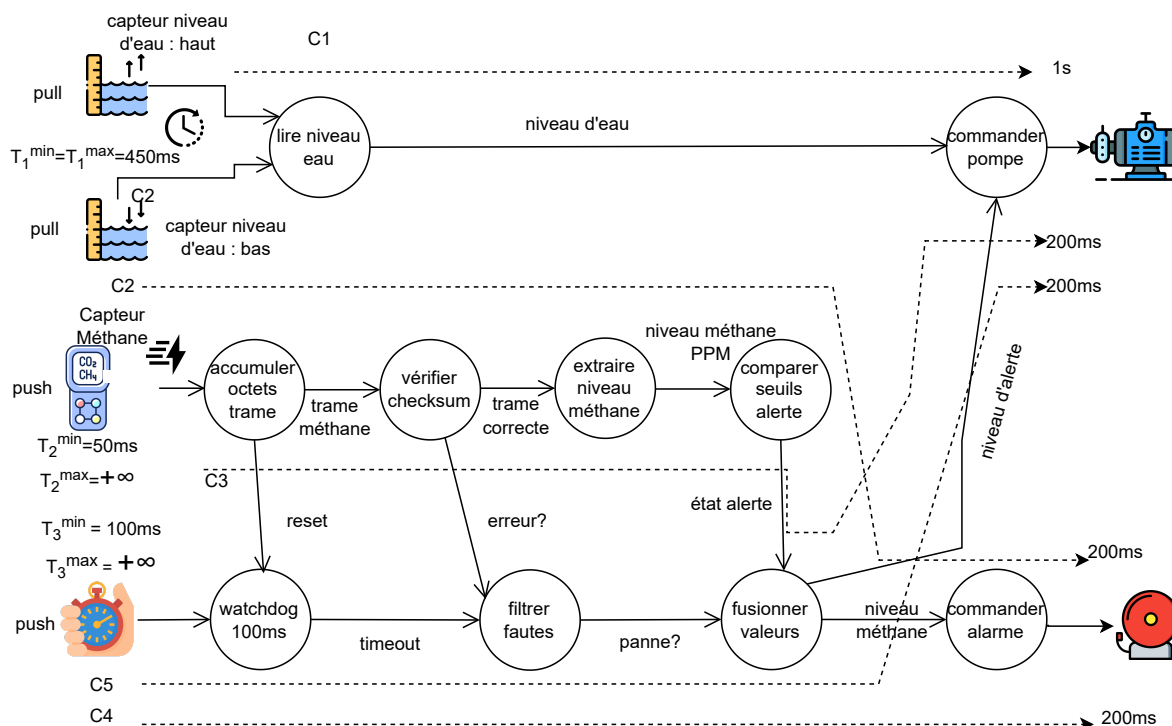 capteur niveau
d'eau : haut
C1
1s
pull
lire niveau
eau
niveau d'eau
commander
pompe
T₁ᵐⁱⁿ=T₁ᵐᵃˣ=450ms
C2
pull
capteur niveau
d'eau : bas
200ms
C2
200ms
Capteur
Méthane
CO₂
CH₄
push
accumuler
octets
trame
trame
méthane
vérifier
checksum
trame
correcte
extraire
niveau
méthane
niveau méthane
PPM
comparer
seuils
alerte
niveau d'alerte
T₂ᵐⁱⁿ=50ms
T₂ᵐᵃˣ=+∞
C3
reset
erreur?
état alerte
T₃ᵐⁱⁿ = 100ms
T₃ᵐᵃˣ = +∞
200ms
push
watchdog
100ms
timeout
filtrer
fautes
panne?
fusionner
valeurs
niveau
méthane
commander
alarme
C5
C4
200ms